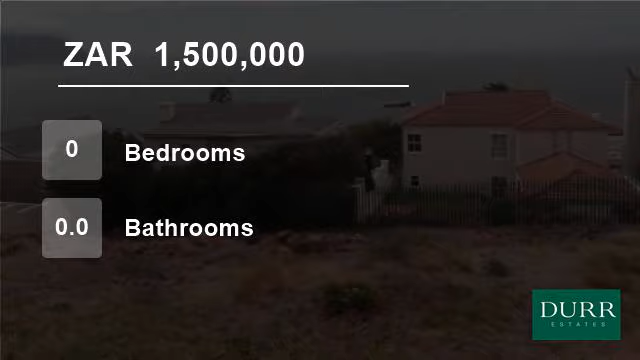 ZAR 1,500,000
0 Bedrooms
0.0 Bathrooms
DURR
ESTATES